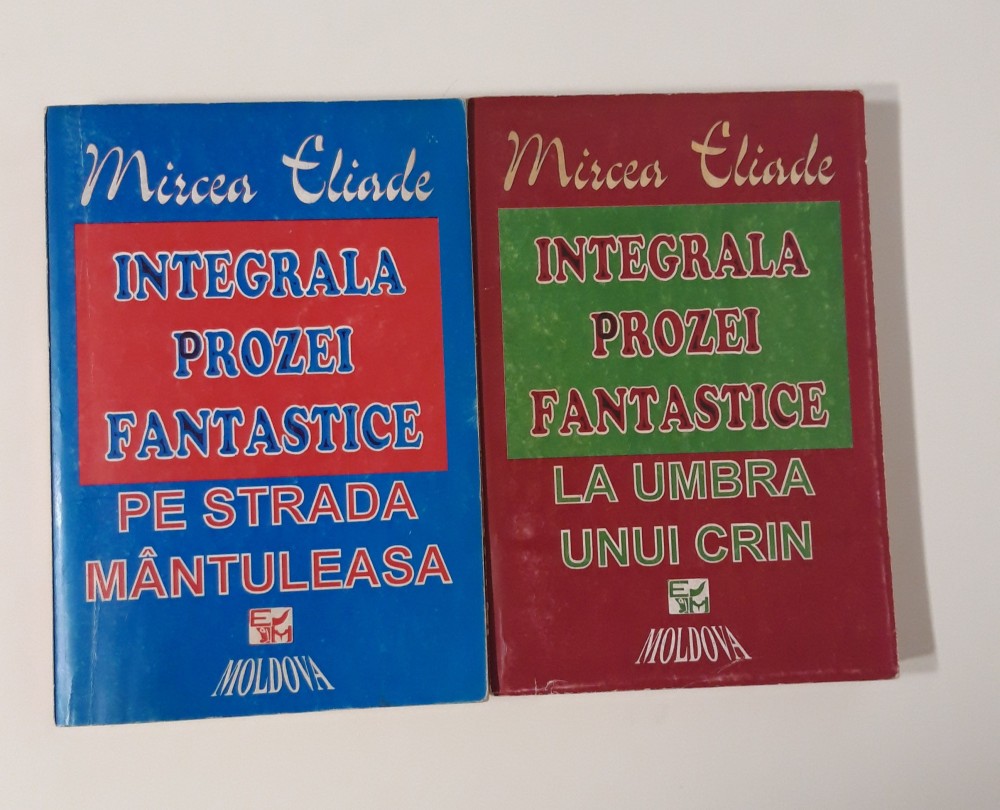 Mircea Eliade
INTEGRALA
PROZEI
FANTASTICE
PE STRADA
MÂNTULEASA
E M
MOLDOVA
Mircea Eliade
INTEGRALA
PROZEI
FANTASTICE
LA UMBRA
UNUI CRIN
E M
MOLDOVA